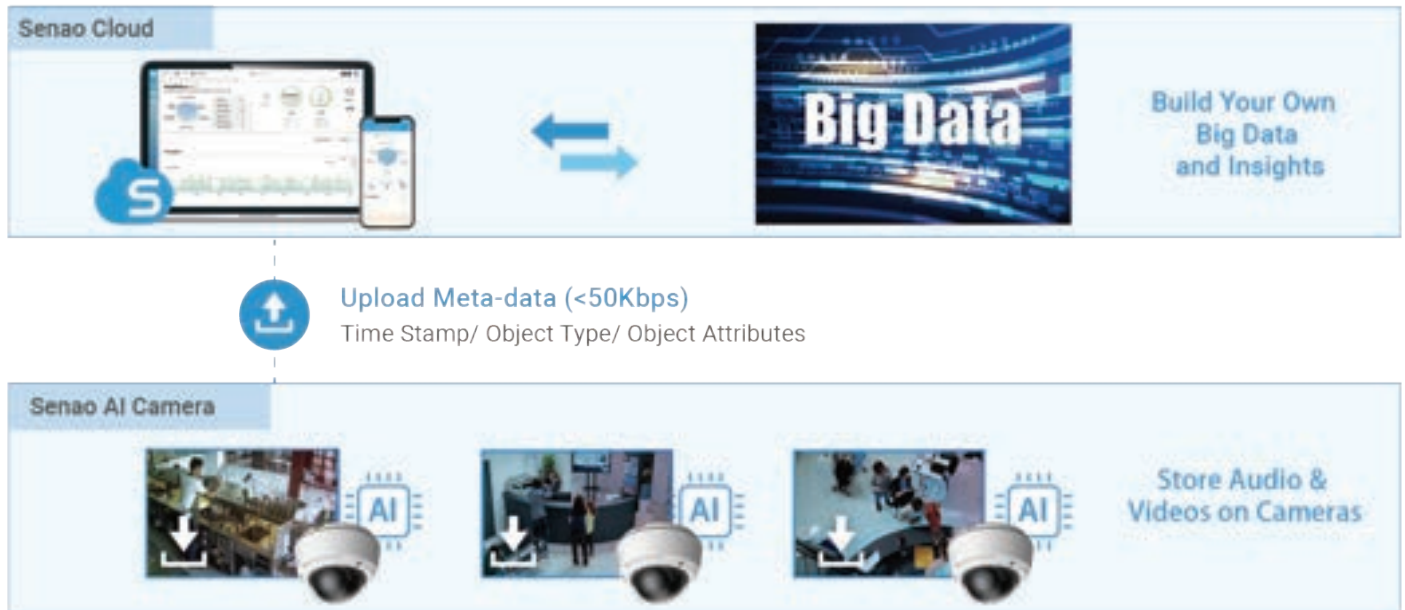 Senao Cloud
S
Big Data
Build Your Own
Big Data
and Insights
Upload Meta-data (<50Kbps)
Time Stamp/ Object Type/ Object Attributes
Senao AI Camera
AI
AI
AI
Store Audio &
Videos on Cameras